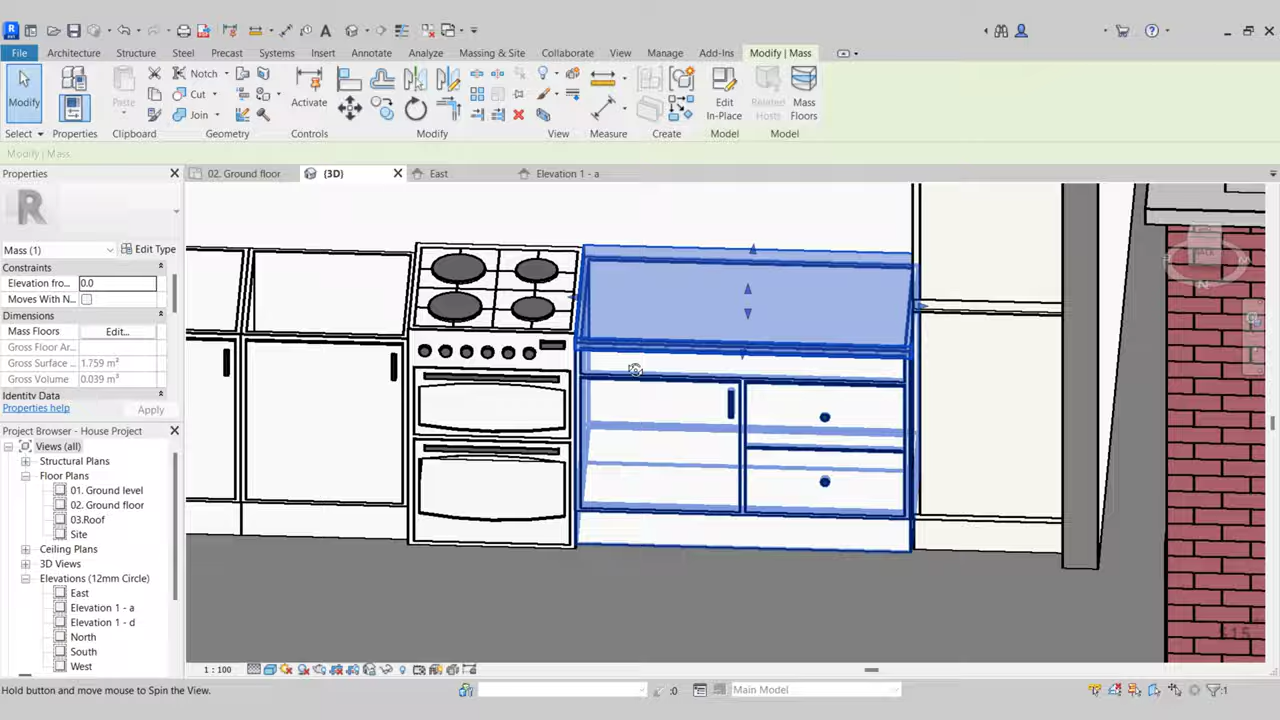 File Architecture Structure Steel Precast Systems Insert Annotate Analyze Massing & Site Collaborate View Manage Add-Ins Modify | Mass
Modify
Paste
Notch
Cut
Join
Activate
Edit
In-Place
Related
Hosts
Mass
Floors
Select Properties Clipboard Geometry Controls Modify View Measure Create Model Model
Modify | Mass
Properties
02. Ground floor (3D) East Elevation 1 - a
R
Mass (1) Edit Type
Constraints
Elevation fro... 0.0
Moves With N...
Dimensions
Mass Floors Edit...
Gross Floor Ar...
Gross Surface ... 1.759 m²
Gross Volume 0.039 m³
Identity Data
Properties help Apply
Project Browser - House Project
Views (all)
Structural Plans
Floor Plans
01. Ground level
02. Ground floor
03.Roof
Site
Ceiling Plans
3D Views
Elevations (12mm Circle)
East
Elevation 1 - a
Elevation 1 - d
North
South
West
BACK
1 : 100
Hold button and move mouse to Spin the View. :0 Main Model :1